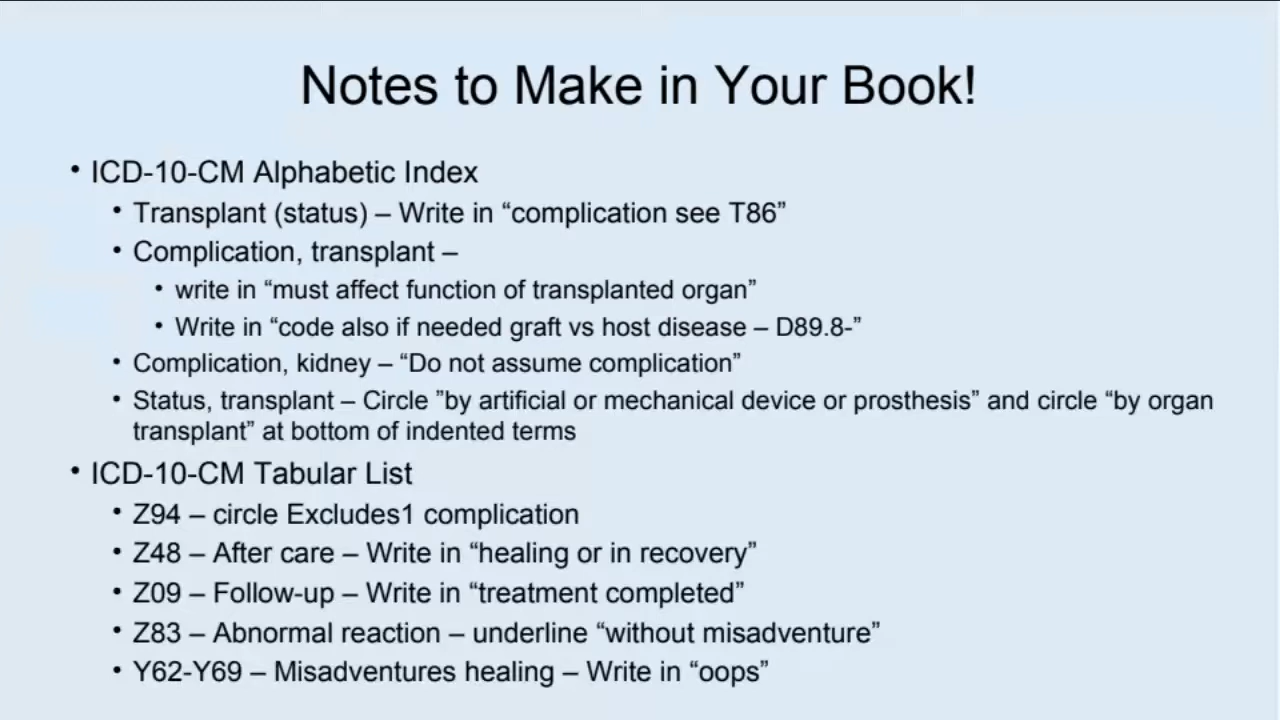 Notes to Make in Your Book!
• ICD-10-CM Alphabetic Index
• Transplant (status) – Write in “complication see T86”
• Complication, transplant –
• write in “must affect function of transplanted organ”
• Write in “code also if needed graft vs host disease – D89.8-”
• Complication, kidney – “Do not assume complication”
• Status, transplant – Circle ”by artificial or mechanical device or prosthesis” and circle “by organ
transplant” at bottom of indented terms
• ICD-10-CM Tabular List
• Z94 – circle Excludes1 complication
• Z48 – After care – Write in “healing or in recovery”
• Z09 – Follow-up – Write in “treatment completed”
• Z83 – Abnormal reaction – underline “without misadventure”
• Y62-Y69 – Misadventures healing – Write in “oops”